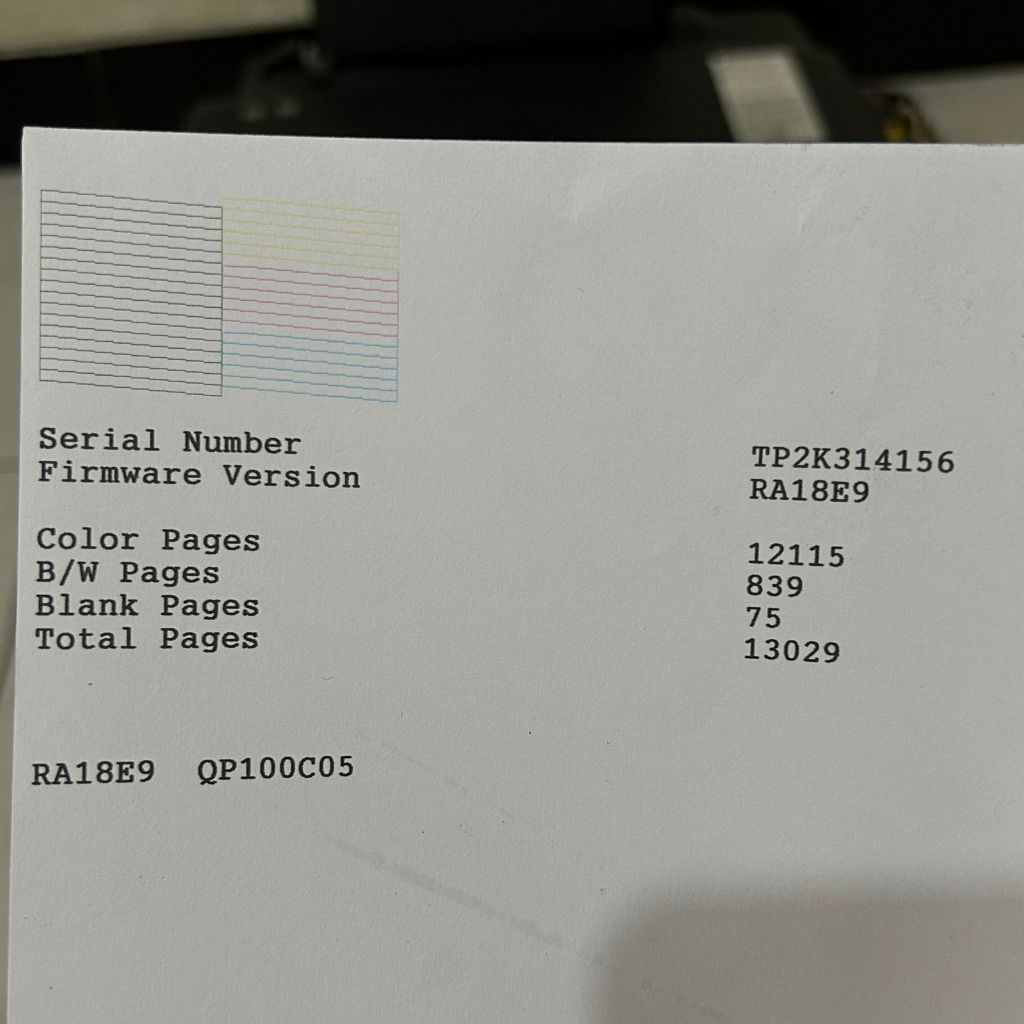 Serial Number TP2K314156
Firmware Version RA18E9
Color Pages 12115
B/W Pages 839
Blank Pages 75
Total Pages 13029
RA18E9 QP100C05